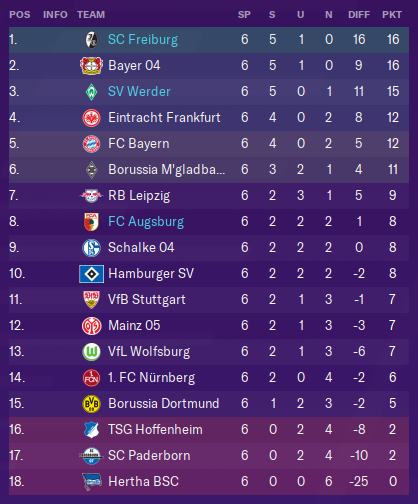 POS INFO TEAM SP S U N DIFF PKT
1. SC Freiburg 6 5 1 0 16 16
2. Bayer 04 6 5 1 0 9 16
3. SV Werder 6 5 0 1 11 15
4. Eintracht Frankfurt 6 4 0 2 8 12
5. FC Bayern 6 4 0 2 5 12
6. Borussia M'gladba... 6 3 2 1 4 11
7. RB Leipzig 6 2 3 1 5 9
8. FC Augsburg 6 2 2 2 1 8
9. Schalke 04 6 2 2 2 0 8
10. Hamburger SV 6 2 2 2 -2 8
11. VfB Stuttgart 6 2 1 3 -1 7
12. Mainz 05 6 2 1 3 -3 7
13. VfL Wolfsburg 6 2 1 3 -6 7
14. 1. FC Nürnberg 6 2 0 4 -2 6
15. Borussia Dortmund 6 1 2 3 -2 5
16. TSG Hoffenheim 6 0 2 4 -8 2
17. SC Paderborn 6 0 2 4 -10 2
18. Hertha BSC 6 0 0 6 -25 0